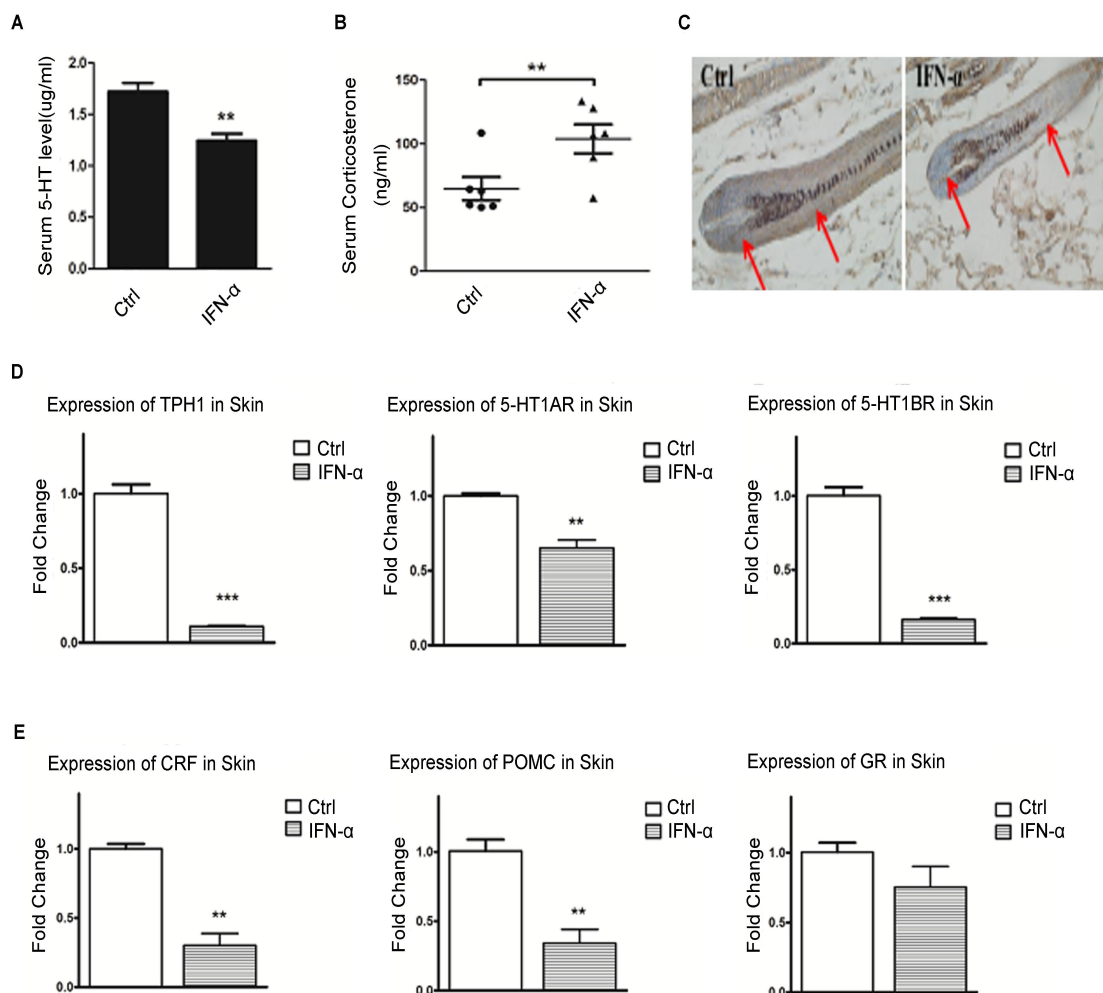 A
Serum 5-HT level(ug/ml)
2.0
1.5
1.0
0.5
0.0
**
Ctrl
IFN-α
B
Serum Corticosterone
(ng/ml)
150
100
50
0
**
Ctrl
IFN-α
C
Ctrl
IFN-α
D
Expression of TPH1 in Skin
Fold Change
1.0
0.5
0.0
***
Ctrl
IFN-α
Expression of 5-HT1AR in Skin
Fold Change
1.0
0.5
0.0
**
Ctrl
IFN-α
Expression of 5-HT1BR in Skin
Fold Change
1.0
0.5
0.0
***
Ctrl
IFN-α
E
Expression of CRF in Skin
Fold Change
1.0
0.5
0.0
**
Ctrl
IFN-α
Expression of POMC in Skin
Fold Change
1.0
0.5
0.0
**
Ctrl
IFN-α
Expression of GR in Skin
Fold Change
1.0
0.5
0.0
Ctrl
IFN-α